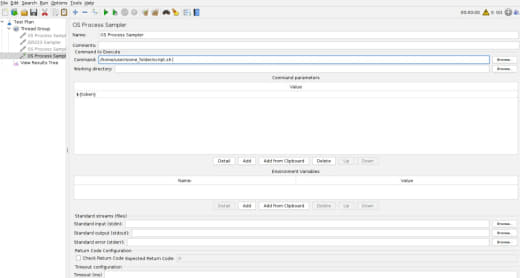 File Edit Search Run Options Tools Help
00:00:00
Test Plan
Thread Group
OS Process Sampler
JSR223 Sampler
OS Process Sampler
OS Process Sampler
View Results Tree
OS Process Sampler
Name: OS Process Sampler
Comments:
Command to Execute
Command: /home/user/some_folder/script.sh Browse...
Working directory: Browse...
Command parameters
Value
${token}
Detail Add Add from Clipboard Delete Up Down
Environment Variables
Name: Value
Detail Add Add from Clipboard Delete Up Down
Standard streams (files)
Standard input (stdin): Browse...
Standard output (stdout): Browse...
Standard error (stderr): Browse...
Return Code Configuration
Check Return Code Expected Return Code: 0
Timeout configuration
Timeout (ms)